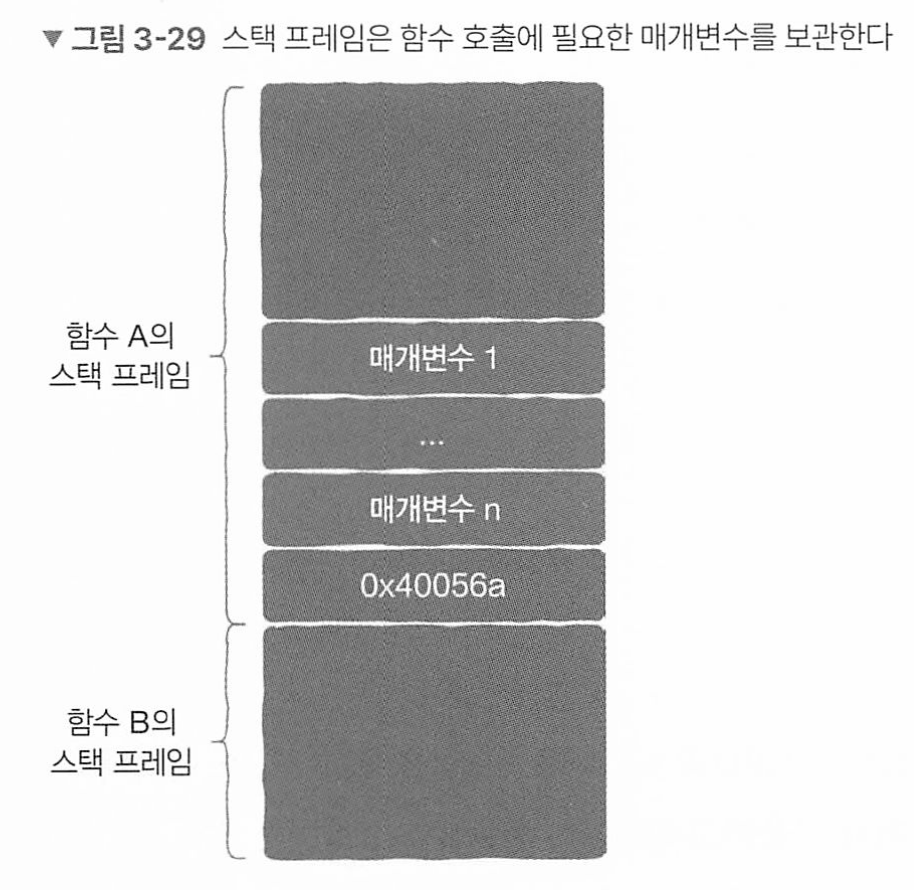 ▼ 그림 3-29 스택 프레임은 함수 호출에 필요한 매개변수를 보관한다
함수 A의
스택 프레임
매개변수 1
...
매개변수 n
0x40056a
함수 B의
스택 프레임